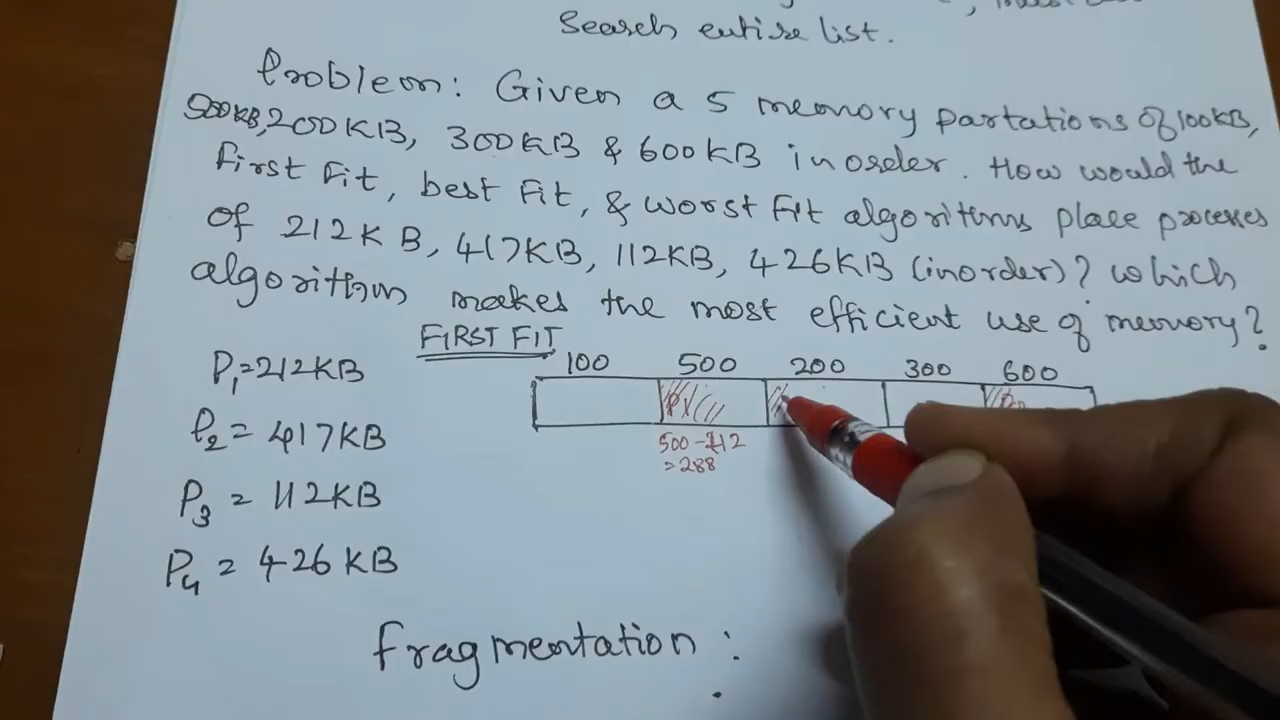 Search entire list.
Problem: Given a 5 memory partations of 100KB,
500KB, 200KB, 300KB & 600KB inorder. How would the
First Fit, best Fit, & worst Fit algorithms place processes
of 212KB, 417KB, 112KB, 426KB (inorder)? which
algorithm makes the most efficient use of memory?
FIRST FIT
100 500 200 300 600
P1=212KB
P2 = 417KB
P3 = 112KB
P4 = 426KB
P1
P2
500-212
=288
Fragmentation: